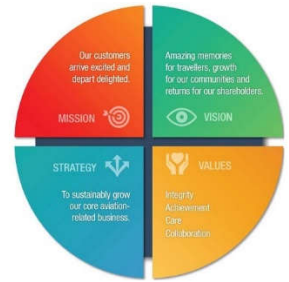 Our customers
arrive excited and
depart delighted.
MISSION
Amazing memories
for travellers, growth
for our communities and
returns for our shareholders.
VISION
STRATEGY
To sustainably grow
our core aviation-
related business.
VALUES
Integrity
Achievement
Care
Collaboration